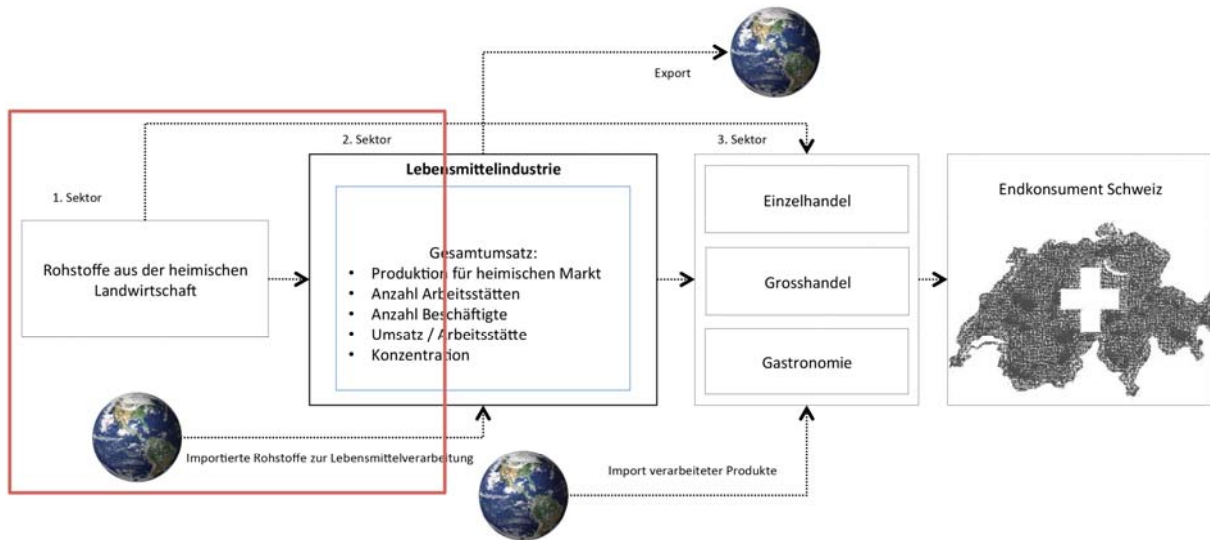 Export
2. Sektor
3. Sektor
Lebensmittelindustrie
1. Sektor
Rohstoffe aus der heimischen
Landwirtschaft
Gesamtumsatz:
• Produktion für heimischen Markt
• Anzahl Arbeitsstätten
• Anzahl Beschäftigte
• Umsatz / Arbeitsstätte
• Konzentration
Einzelhandel
Grosshandel
Gastronomie
Endkonsument Schweiz
Importierte Rohstoffe zur Lebensmittelverarbeitung
Import verarbeiteter Produkte